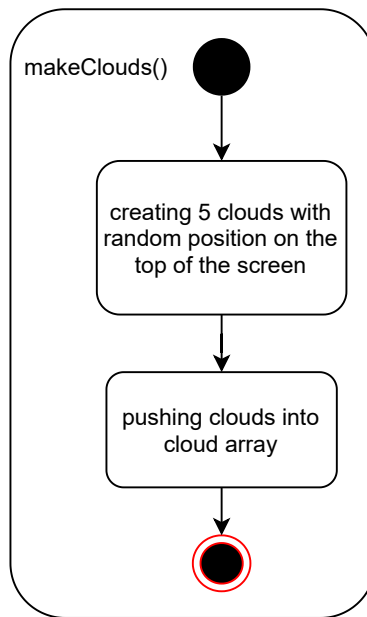 makeClouds()
creating 5 clouds with
random position on the
top of the screen
pushing clouds into
cloud array